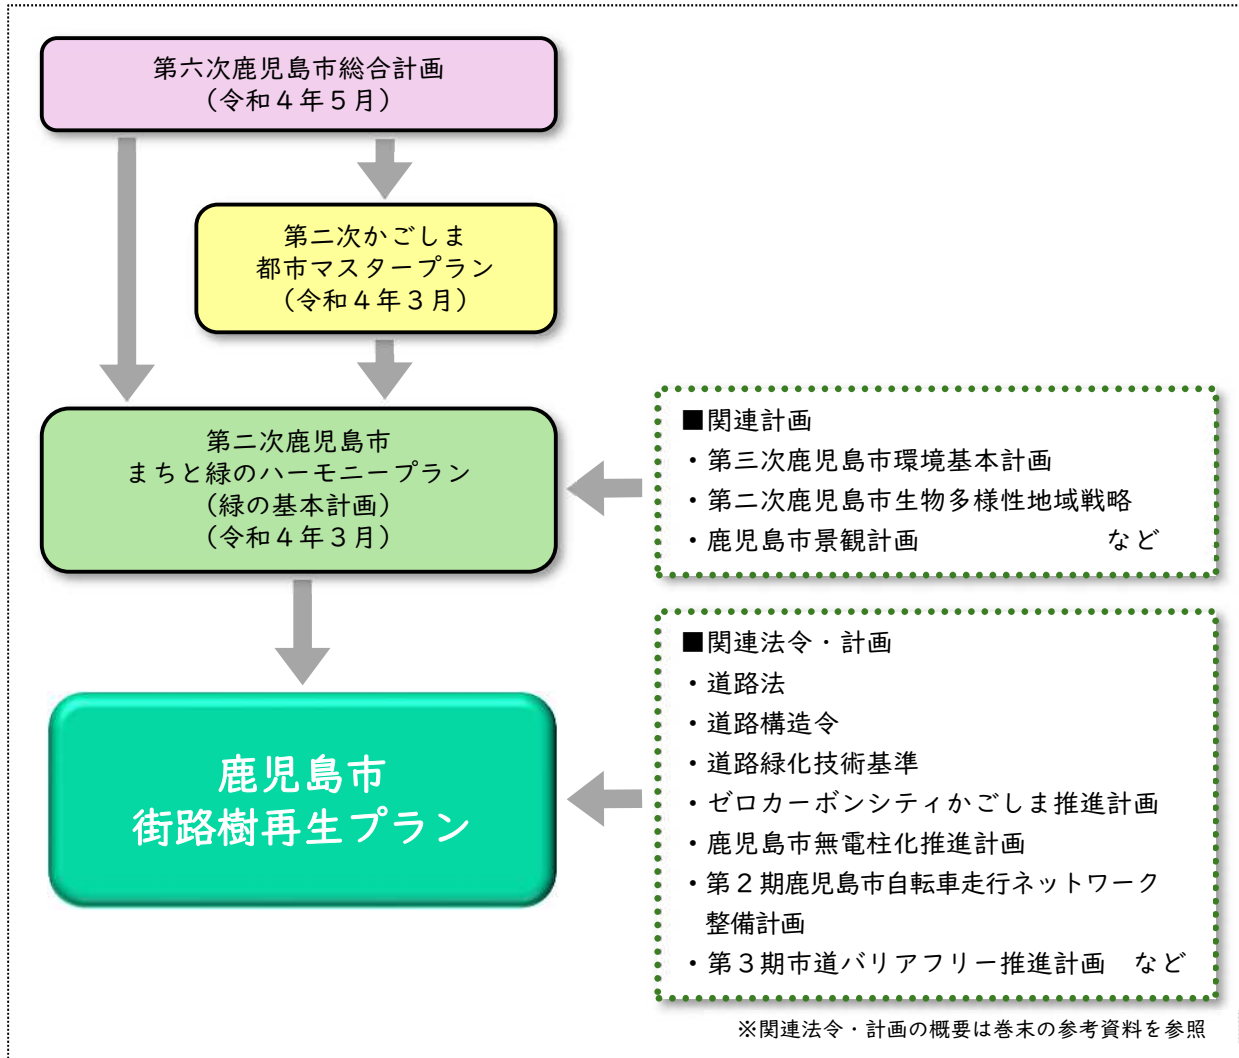 第六次鹿児島市総合計画
（令和４年５月）
第二次かごしま
都市マスタープラン
（令和４年３月）
第二次鹿児島市
まちと緑のハーモニープラン
（緑の基本計画）
（令和４年３月）
■関連計画
・第三次鹿児島市環境基本計画
・第二次鹿児島市生物多様性地域戦略
・鹿児島市景観計画　　　　　　　など
鹿児島市
街路樹再生プラン
■関連法令・計画
・道路法
・道路構造令
・道路緑化技術基準
・ゼロカーボンシティかごしま推進計画
・鹿児島市無電柱化推進計画
・第２期鹿児島市自転車走行ネットワーク
整備計画
・第３期市道バリアフリー推進計画　など
※関連法令・計画の概要は巻末の参考資料を参照